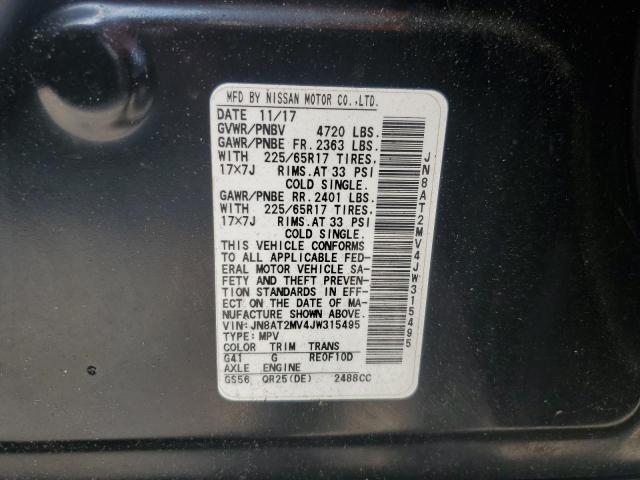 MFD BY NISSAN MOTOR CO.,LTD.
DATE 11/17
GVWR/PNBV 4720 LBS.
GAWR/PNBE FR. 2363 LBS.
WITH 225/65R17 TIRES.
17×7J RIMS.AT 33 PSI
COLD SINGLE.
GAWR/PNBE RR. 2401 LBS.
WITH 225/65R17 TIRES.
17×7J RIMS.AT 33 PSI
COLD SINGLE.
THIS VEHICLE CONFORMS
TO ALL APPLICABLE FED-
ERAL MOTOR VEHICLE SA-
FETY AND THEFT PREVEN-
TION STANDARDS IN EFF-
ECT ON THE DATE OF MA-
NUFACTURE SHOWN ABOVE.
VIN:JN8AT2MV4JW315495
TYPE:MPV
COLOR TRIM TRANS
G41 G RE0F10D
AXLE ENGINE
GS56 QR25(DE) 2488CC
JN8AT2MV4JW315495